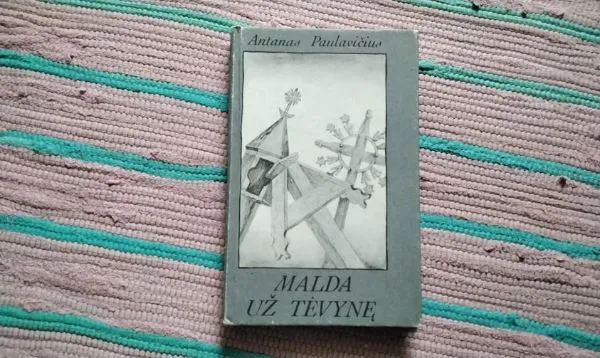 Antanas Paulavičius
MALDA
UŽ TĖVYNĘ